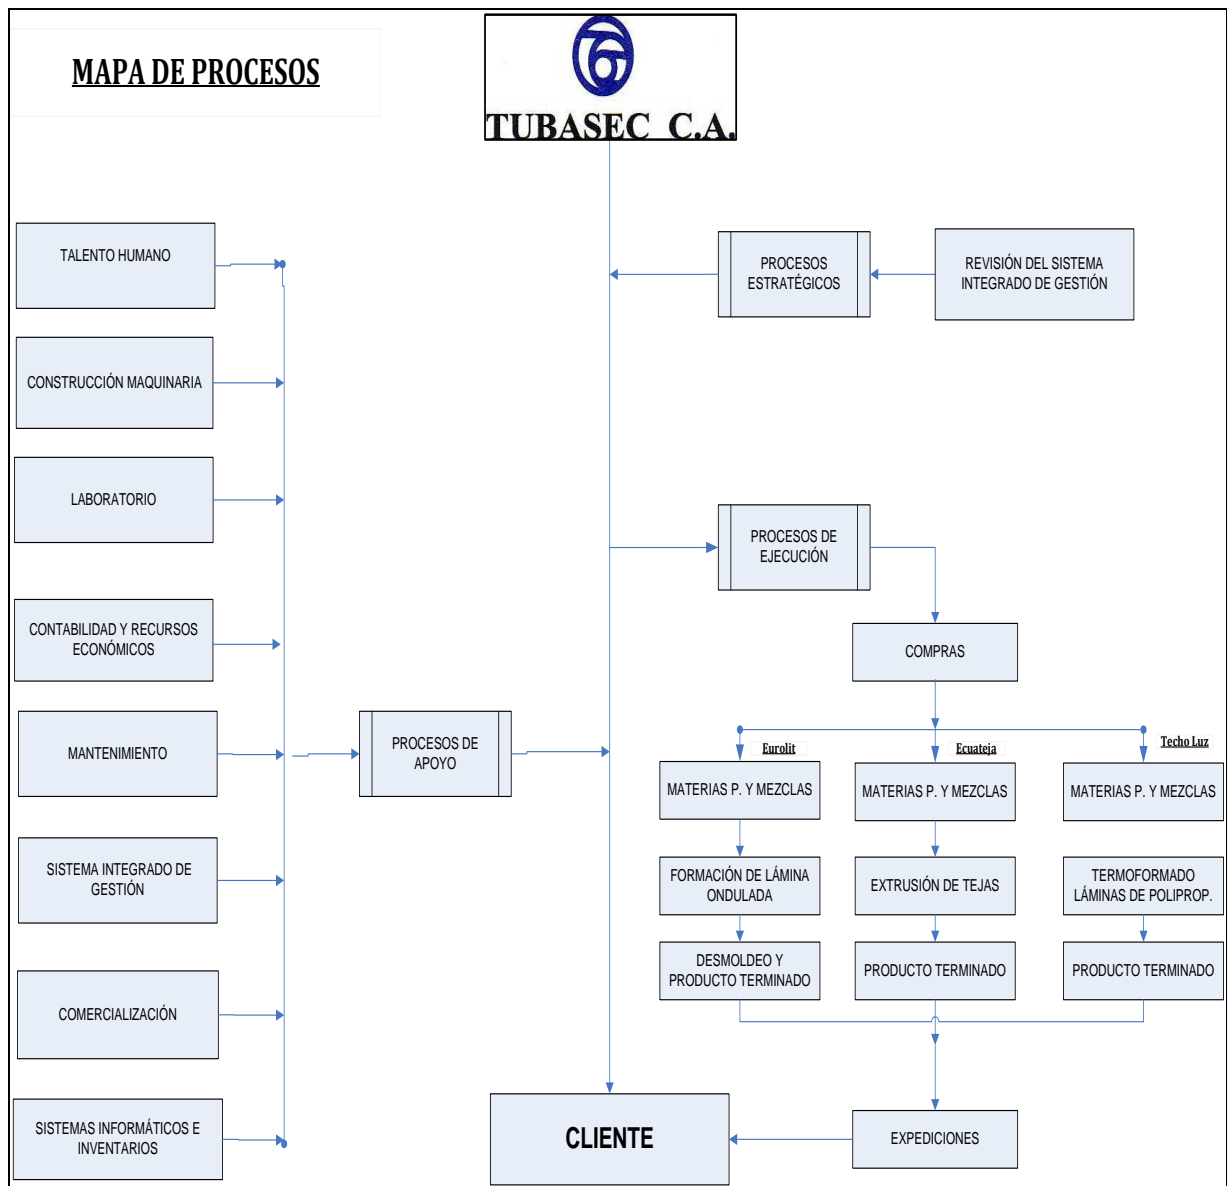 MAPA DE PROCESOS
TUBASEC C.A.
TALENTO HUMANO
CONSTRUCCIÓN MAQUINARIA
LABORATORIO
CONTABILIDAD Y RECURSOS
ECONÓMICOS
MANTENIMIENTO
SISTEMA INTEGRADO DE
GESTIÓN
COMERCIALIZACIÓN
SISTEMAS INFORMÁTICOS E
INVENTARIOS
PROCESOS DE
APOYO
PROCESOS
ESTRATÉGICOS
REVISIÓN DEL SISTEMA
INTEGRADO DE GESTIÓN
PROCESOS DE
EJECUCIÓN
COMPRAS
Eurolit
MATERIAS P. Y MEZCLAS
FORMACIÓN DE LÁMINA
ONDULADA
DESMOLDEO Y
PRODUCTO TERMINADO
Ecuateja
MATERIAS P. Y MEZCLAS
EXTRUSIÓN DE TEJAS
PRODUCTO TERMINADO
Techo Luz
MATERIAS P. Y MEZCLAS
TERMOFORMADO
LÁMINAS DE POLIPROP.
PRODUCTO TERMINADO
EXPEDICIONES
CLIENTE